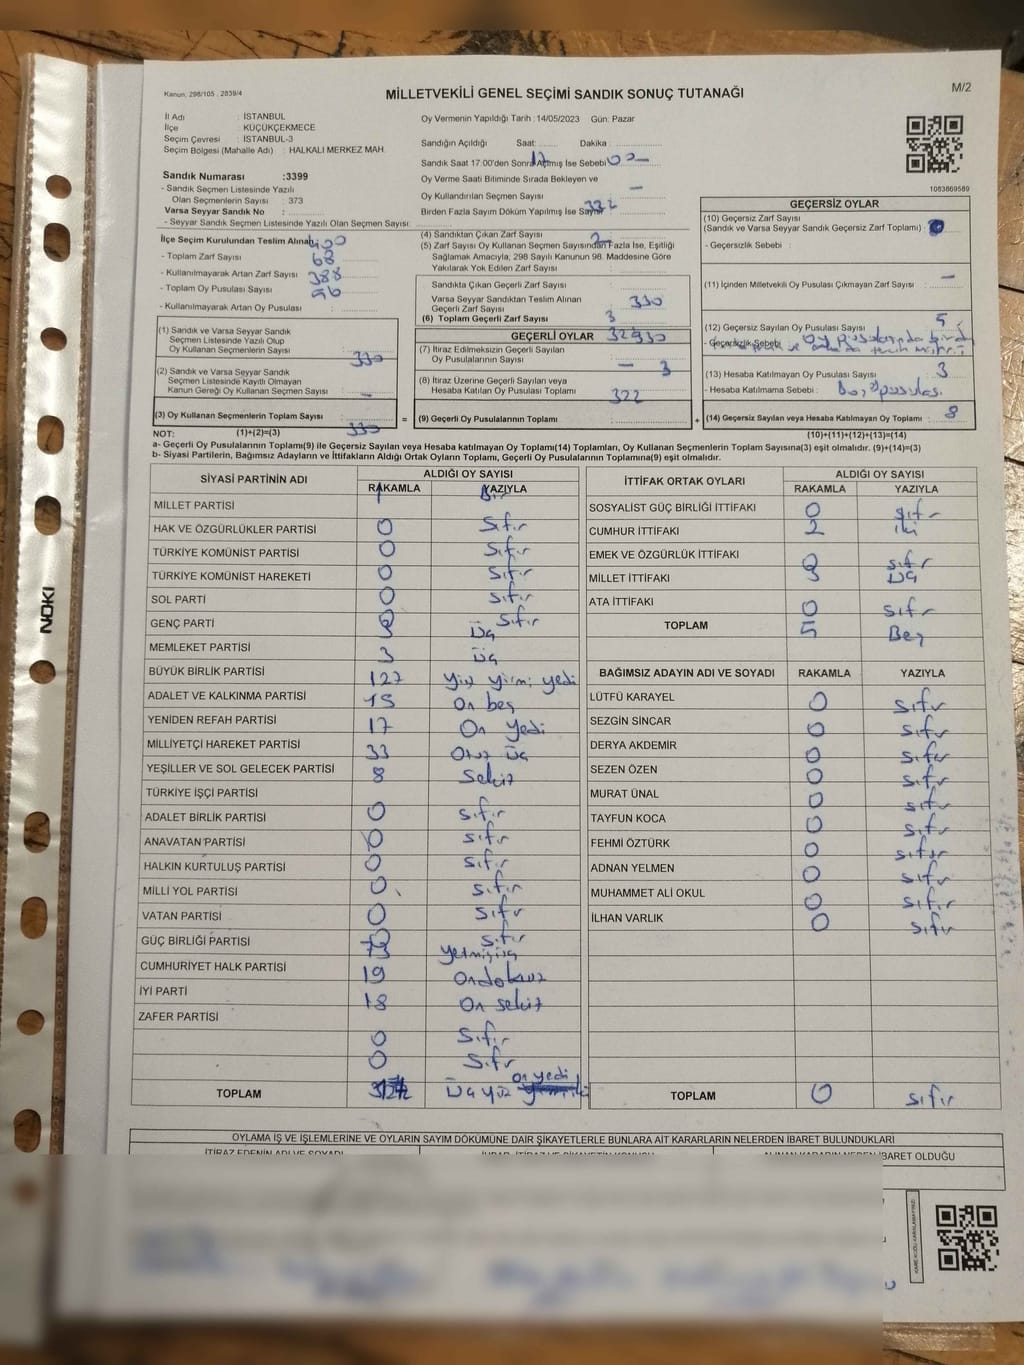 Kanun, 298/105 , 2839/4
MİLLETVEKİLİ GENEL SEÇİMİ SANDIK SONUÇ TUTANAĞI
M/2
İl Adı : İSTANBUL
İlçe : KÜÇÜKÇEKMECE
Seçim Çevresi : İSTANBUL-3
Seçim Bölgesi (Mahalle Adı) : HALKALI MERKEZ MAH.
Oy Vermenin Yapıldığı Tarih : 14/05/2023 Gün: Pazar
Sandığın Açıldığı Saat: ....... Dakika : ...........
Sandık Saat 17.00'den Sonra Açılmış İse Sebebi
17 00
Sandık Numarası :3399
- Sandık Seçmen Listesinde Yazılı
Olan Seçmenlerin Sayısı : 373
Varsa Seyyar Sandık No :
- Seyyar Sandık Seçmen Listesinde Yazılı Olan Seçmen Sayısı:
Oy Verme Saati Bitiminde Sırada Bekleyen ve
Oy Kullandırılan Seçmen Sayısı —
Birden Fazla Sayım Döküm Yapılmış İse Sayısı 332
1083869589
İlçe Seçim Kurulundan Teslim Alınan
- Toplam Zarf Sayısı : 68
- Kullanılmayarak Artan Zarf Sayısı : 388
- Toplam Oy Pusulası Sayısı :
- Kullanılmayarak Artan Oy Pusulası :
(4) Sandıktan Çıkan Zarf Sayısı : 2
(5) Zarf Sayısı Oy Kullanan Seçmen Sayısından Fazla İse, Eşitliği
Sağlamak Amacıyla, 298 Sayılı Kanunun 98. Maddesine Göre
Yakılarak Yok Edilen Zarf Sayısı :
Sandıkta Çıkan Geçerli Zarf Sayısı :
Varsa Seyyar Sandıktan Teslim Alınan
Geçerli Zarf Sayısı : 330
(6) Toplam Geçerli Zarf Sayısı : 3
GEÇERSİZ OYLAR
(10) Geçersiz Zarf Sayısı
(Sandık ve Varsa Seyyar Sandık Geçersiz Zarf Toplamı) :
- Geçersizlik Sebebi :
(11) İçinden Milletvekili Oy Pusulası Çıkmayan Zarf Sayısı : —
(12) Geçersiz Sayılan Oy Pusulası Sayısı : 5
- Geçersizlik Sebebi : Oy pusulasında
(13) Hesaba Katılmayan Oy Pusulası Sayısı : 3
- Hesaba Katılmama Sebebi : Boş
(14) Geçersiz Sayılan veya Hesaba Katılmayan Oy Toplamı : 8
(10)+(11)+(12)+(13)=(14)
(1) Sandık ve Varsa Seyyar Sandık
Seçmen Listesinde Yazılı Olup
Oy Kullanan Seçmenlerin Sayısı : 330
(2) Sandık ve Varsa Seyyar Sandık
Seçmen Listesinde Kayıtlı Olmayan
Kanun Gereği Oy Kullanan Seçmen Sayısı : —
(3) Oy Kullanan Seçmenlerin Toplam Sayısı : 330
(1)+(2)=(3)
GEÇERLİ OYLAR
(7) İtiraz Edilmeksizin Geçerli Sayılan
Oy Pusulalarının Sayısı : — 3
(8) İtiraz Üzerine Geçerli Sayılan veya
Hesaba Katılan Oy Pusulası Toplamı : 322
= (9) Geçerli Oy Pusulalarının Toplamı : +
NOT:
a- Geçerli Oy Pusulalarının Toplamı(9) ile Geçersiz Sayılan veya Hesaba katılmayan Oy Toplamı(14) Toplamları, Oy Kullanan Seçmenlerin Toplam Sayısına(3) eşit olmalıdır. (9)+(14)=(3)
b- Siyasi Partilerin, Bağımsız Adayların ve İttifakların Aldığı Ortak Oyların Toplamı, Geçerli Oy Pusulalarının Toplamına(9) eşit olmalıdır.
SİYASİ PARTİNİN ADI ALDIĞI OY SAYISI
RAKAMLA YAZIYLA
1 Bir
MİLLET PARTİSİ
HAK VE ÖZGÜRLÜKLER PARTİSİ 0 Sıfır
TÜRKİYE KOMÜNİST PARTİSİ 0 Sıfır
TÜRKİYE KOMÜNİST HAREKETİ 0 Sıfır
SOL PARTİ 0 Sıfır
GENÇ PARTİ 0 Sıfır
3 Üç
MEMLEKET PARTİSİ 3 Üç
BÜYÜK BİRLİK PARTİSİ 127 Yüz yirmi yedi
ADALET VE KALKINMA PARTİSİ 15 On beş
YENİDEN REFAH PARTİSİ 17 On yedi
MİLLİYETÇİ HAREKET PARTİSİ 33 Otuz üç
YEŞİLLER VE SOL GELECEK PARTİSİ 8 Sekiz
TÜRKİYE İŞÇİ PARTİSİ
ADALET BİRLİK PARTİSİ 0 sıfır
ANAVATAN PARTİSİ 0 sıfır
HALKIN KURTULUŞ PARTİSİ 0 sıfır
MİLLİ YOL PARTİSİ 0 sıfır
VATAN PARTİSİ 0 sıfır
GÜÇ BİRLİĞİ PARTİSİ 0 sıfır
73 Yetmiş üç
CUMHURİYET HALK PARTİSİ 19 Ondokuz
İYİ PARTİ 18 On sekiz
ZAFER PARTİSİ
0 Sıfır
0 Sıfır
TOPLAM Üç yüz on yedi
İTTİFAK ORTAK OYLARI ALDIĞI OY SAYISI
RAKAMLA YAZIYLA
SOSYALİST GÜÇ BİRLİĞİ İTTİFAKI 0 sıfır
CUMHUR İTTİFAKI 2 iki
EMEK VE ÖZGÜRLÜK İTTİFAKI 0 sıfır
MİLLET İTTİFAKI 3 Üç
ATA İTTİFAKI 0 sıfır
TOPLAM 5 Beş
BAĞIMSIZ ADAYIN ADI VE SOYADI RAKAMLA YAZIYLA
LÜTFÜ KARAYEL 0 sıfır
SEZGİN SİNCAR 0 sıfır
DERYA AKDEMİR 0 sıfır
SEZEN ÖZEN 0 sıfır
MURAT ÜNAL 0 sıfır
TAYFUN KOCA 0 sıfır
FEHMİ ÖZTÜRK 0 sıfır
ADNAN YELMEN 0 sıfır
MUHAMMET ALİ OKUL 0 sıfır
İLHAN VARLIK 0 sıfır
TOPLAM 0 sıfır
OYLAMA İŞ VE İŞLEMLERİNE VE OYLARIN SAYIM DÖKÜMÜNE DAİR ŞİKAYETLERLE BUNLARA AİT KARARLARIN NELERDEN İBARET BULUNDUKLARI
İTİRAZ EDENİN ADI VE SOYADI İBARET OLDUĞU
NOKI